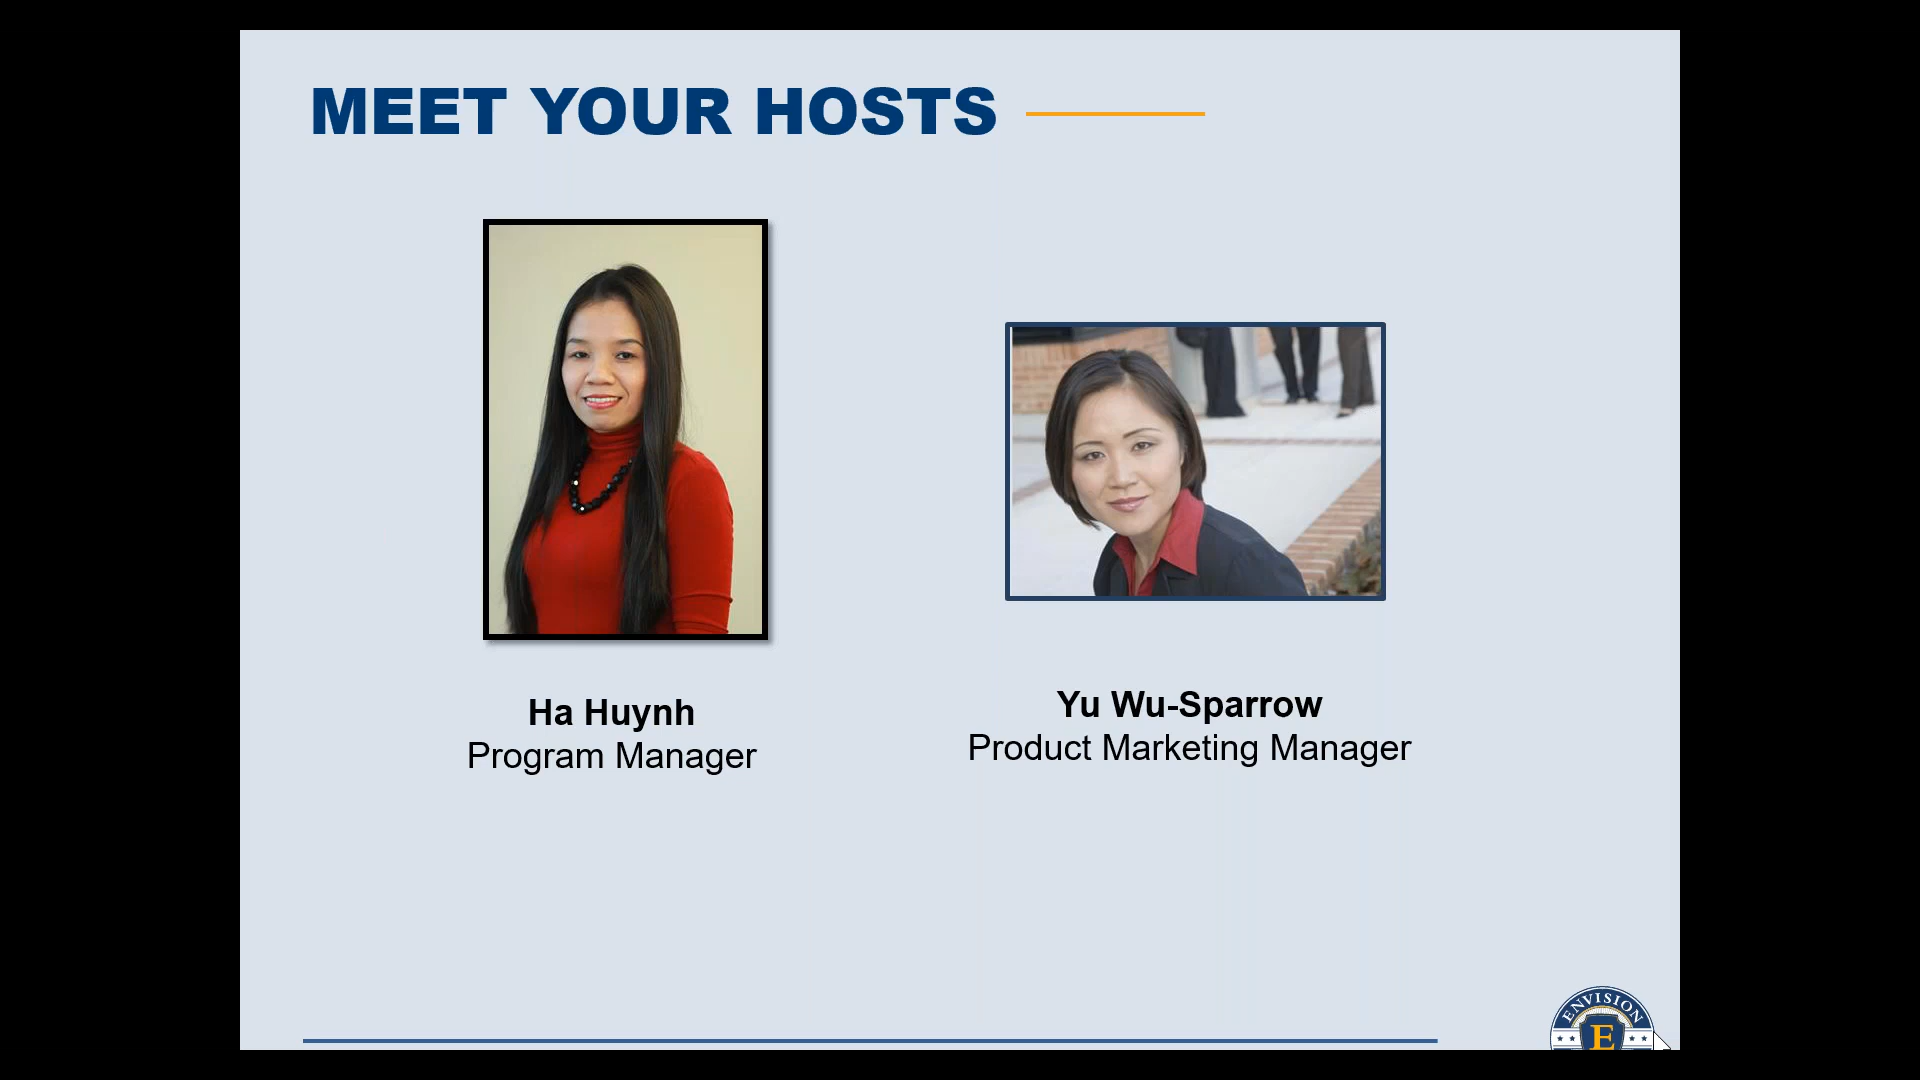 MEET YOUR HOSTS
Ha Huynh
Program Manager
Yu Wu-Sparrow
Product Marketing Manager
ENVISION
E